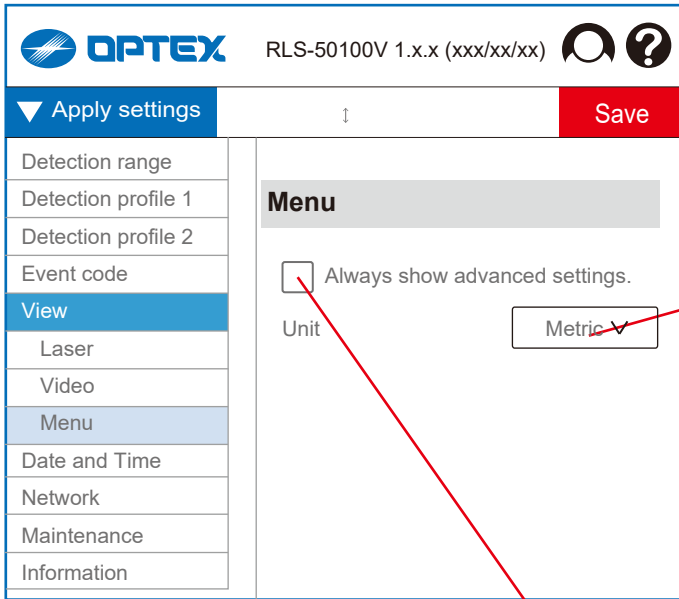 OPTEX RLS-50100V 1.x.x (xxx/xx/xx) ?
Apply settings Save
Detection range
Detection profile 1
Detection profile 2
Event code
View
Laser
Video
Menu
Date and Time
Network
Maintenance
Information
Menu
Always show advanced settings.
Unit Metric